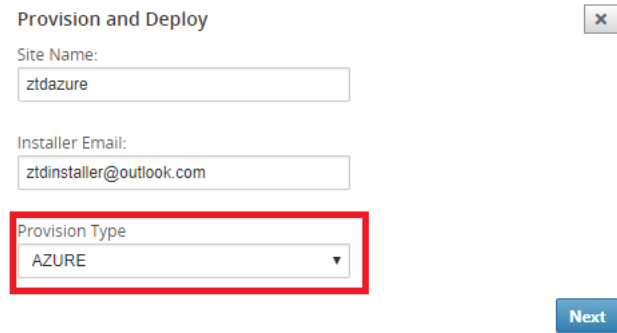 Provision and Deploy
Site Name:
ztdazure
Installer Email:
ztdinstaller@outlook.com
Provision Type
AZURE
Next